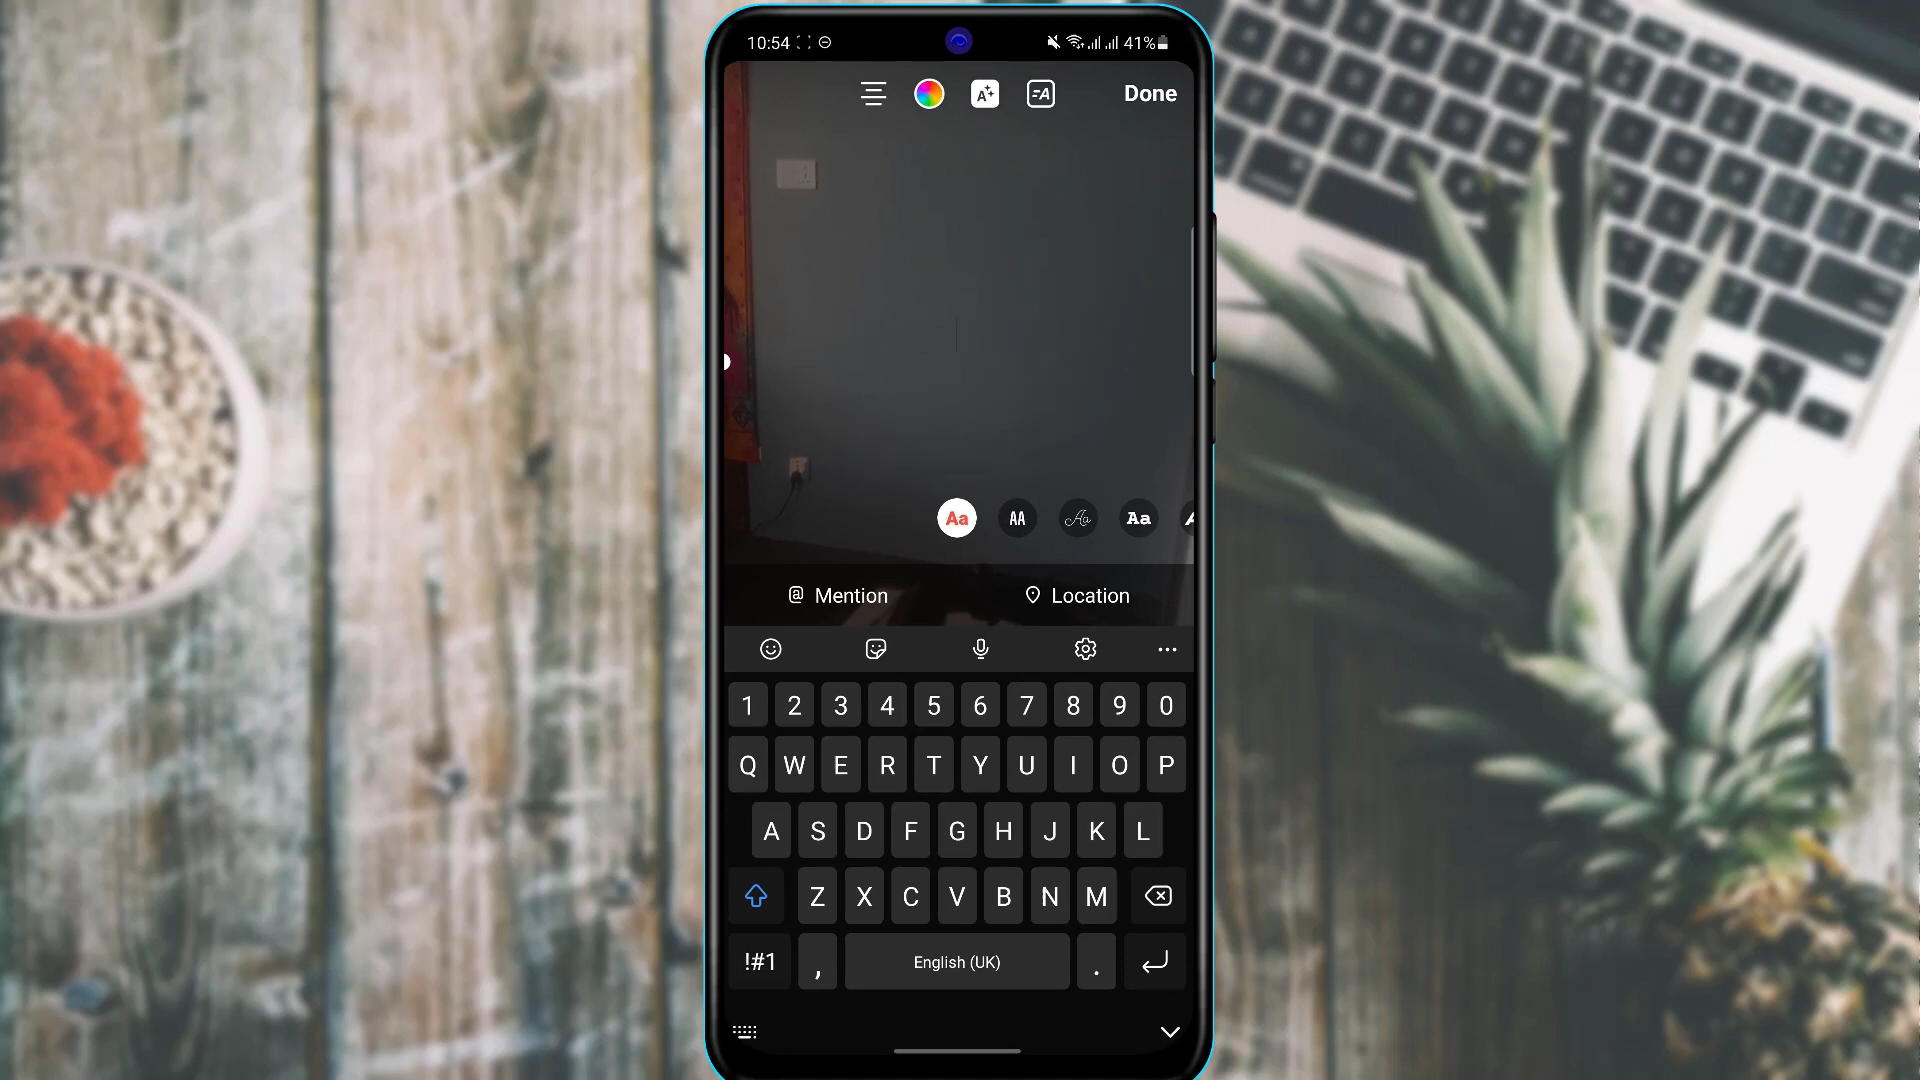 10:54 41%
Done
Aa AA Aa Aa
Mention Location
1 2 3 4 5 6 7 8 9 0
Q W E R T Y U I O P
A S D F G H J K L
Z X C V B N M
!#1 , English (UK) .